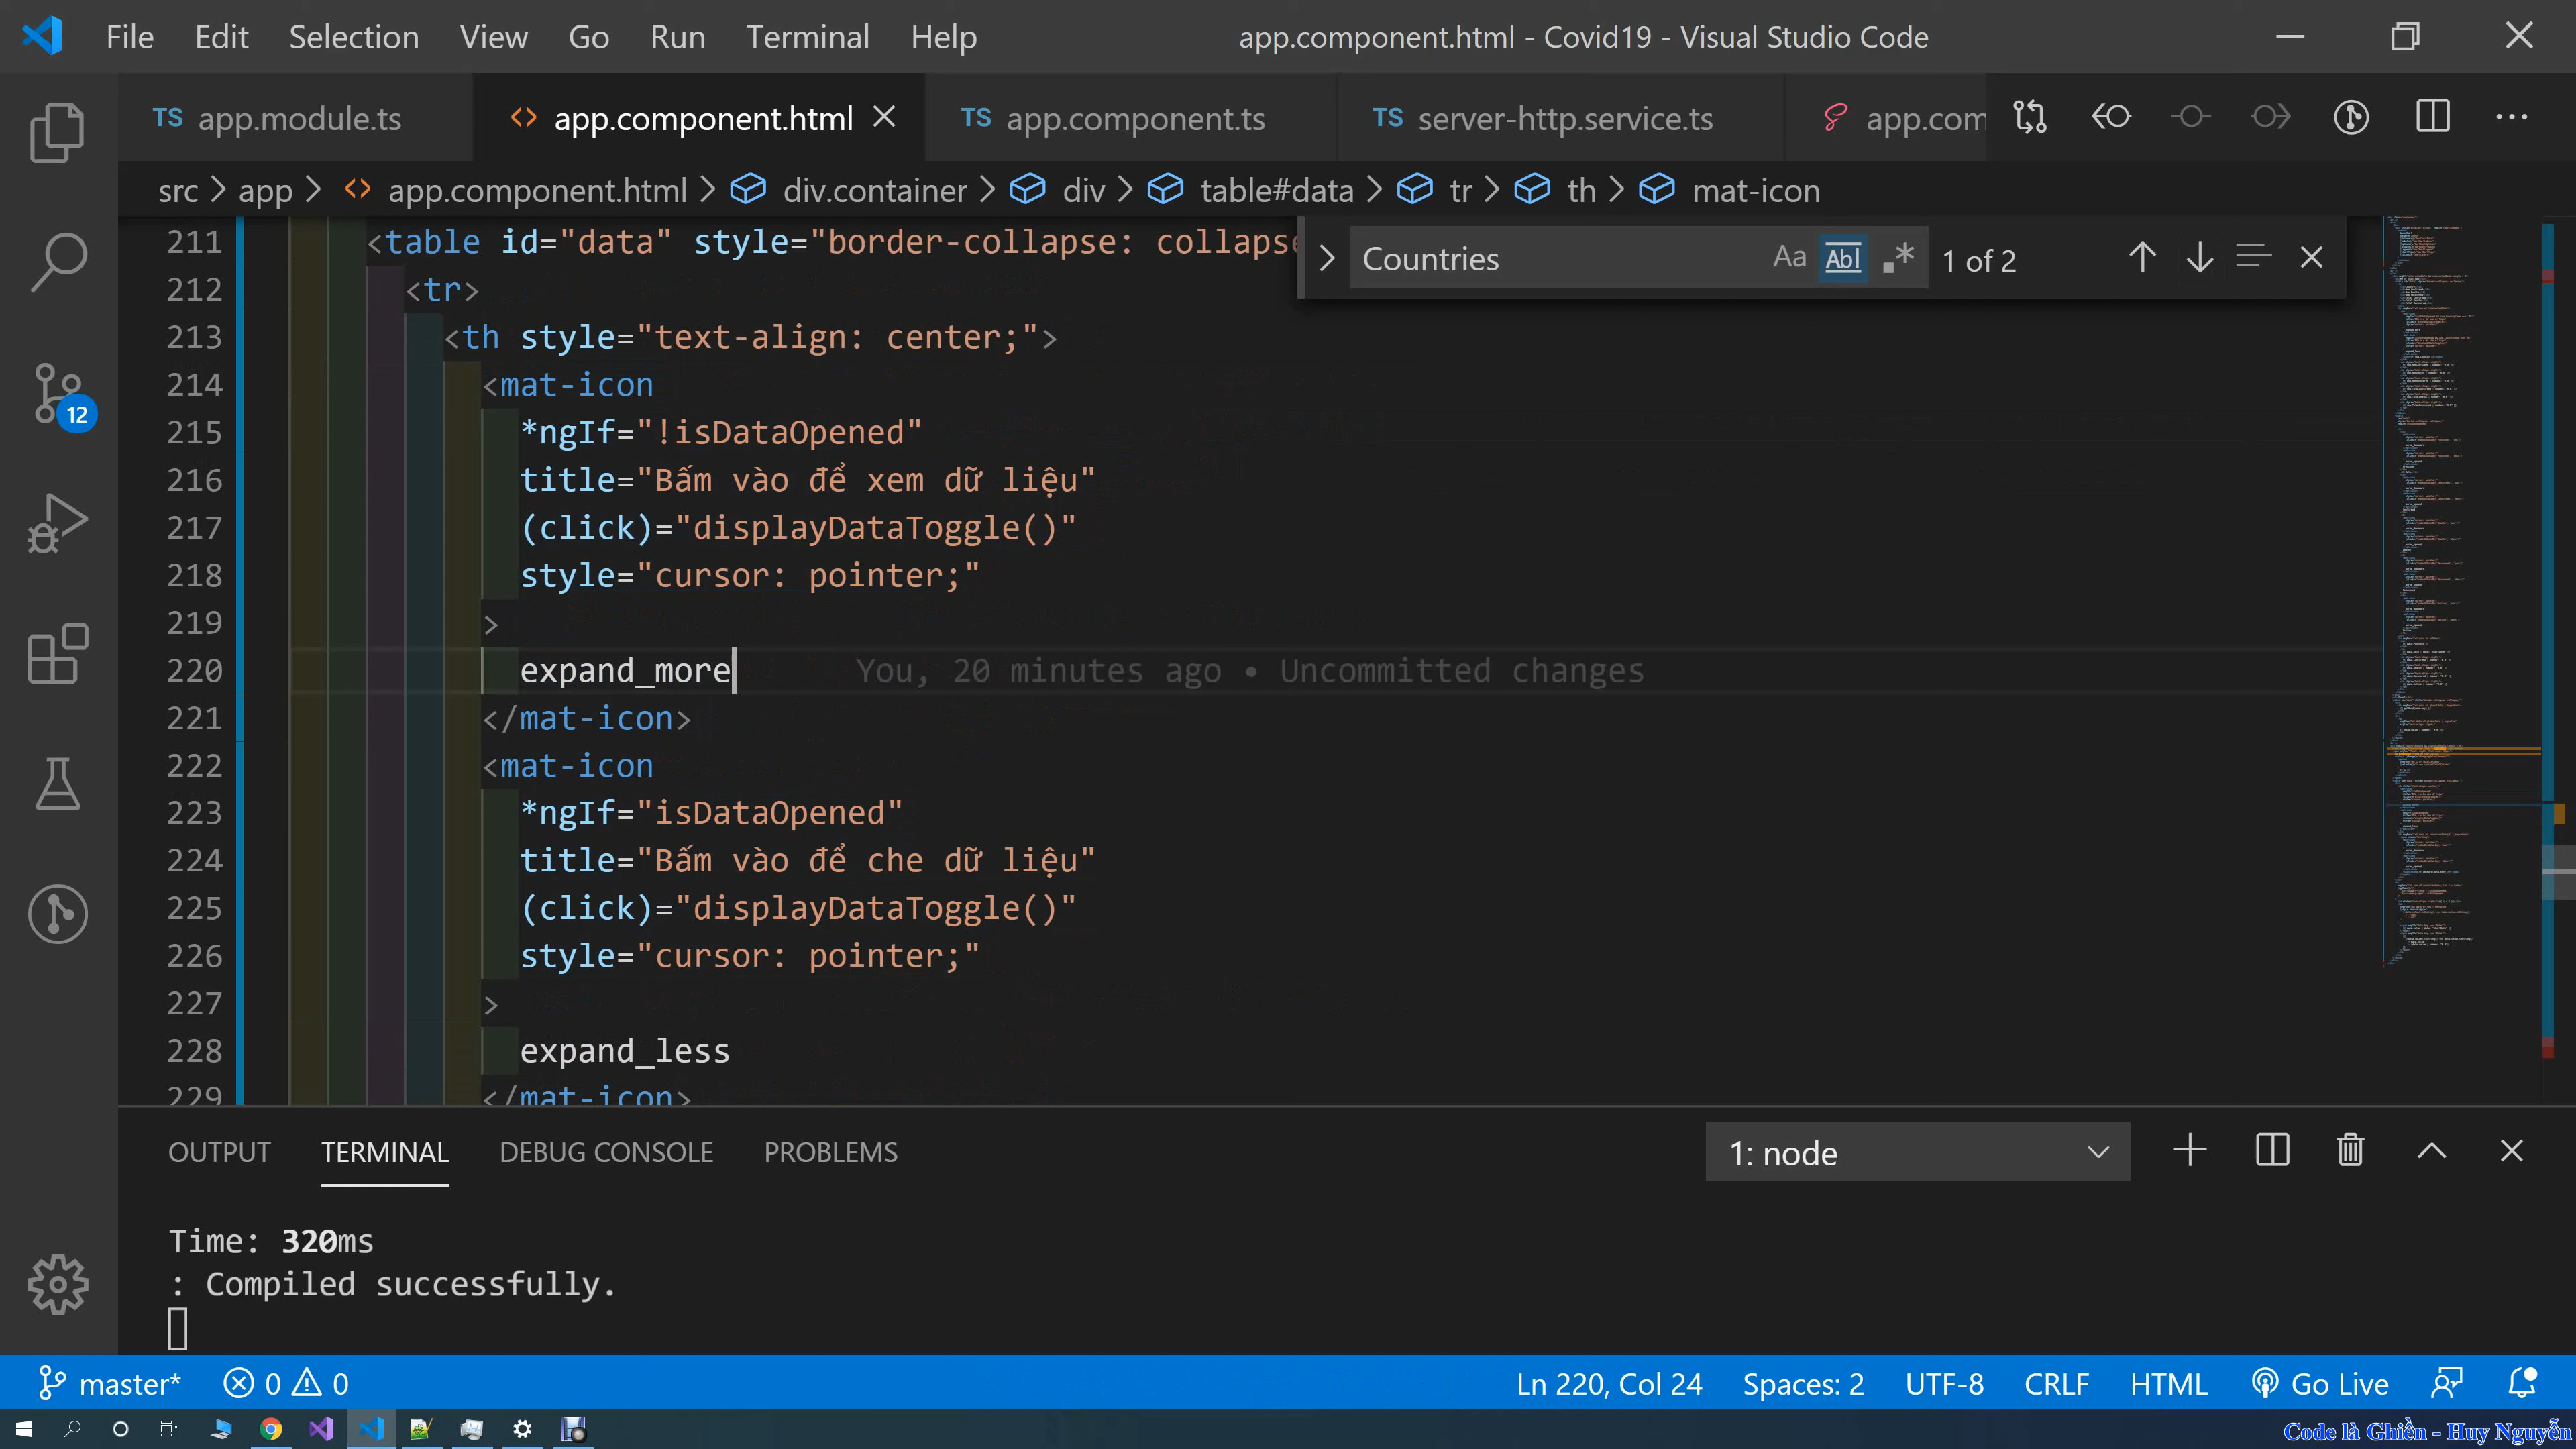 File Edit Selection View Go Run Terminal Help
app.component.html - Covid19 - Visual Studio Code
TS app.module.ts
app.component.html
TS app.component.ts
TS server-http.service.ts
app.com
src > app > app.component.html > div.container > div > table#data > tr > th > mat-icon
Countries Aa Abl .* 1 of 2
211 <table id="data" style="border-collapse: collapse
212 <tr>
213 <th style="text-align: center;">
214 <mat-icon
215 *ngIf="!isDataOpened"
216 title="Bấm vào để xem dữ liệu"
217 (click)="displayDataToggle()"
218 style="cursor: pointer;"
219 >
220 expand_more You, 20 minutes ago • Uncommitted changes
221 </mat-icon>
222 <mat-icon
223 *ngIf="isDataOpened"
224 title="Bấm vào để che dữ liệu"
225 (click)="displayDataToggle()"
226 style="cursor: pointer;"
227 >
228 expand_less
229 </mat-icon>
12
OUTPUT TERMINAL DEBUG CONSOLE PROBLEMS
1: node
Time: 320ms
: Compiled successfully.
master* 0 0
Ln 220, Col 24 Spaces: 2 UTF-8 CRLF HTML Go Live
Code là Ghiền - Huy Nguyễn